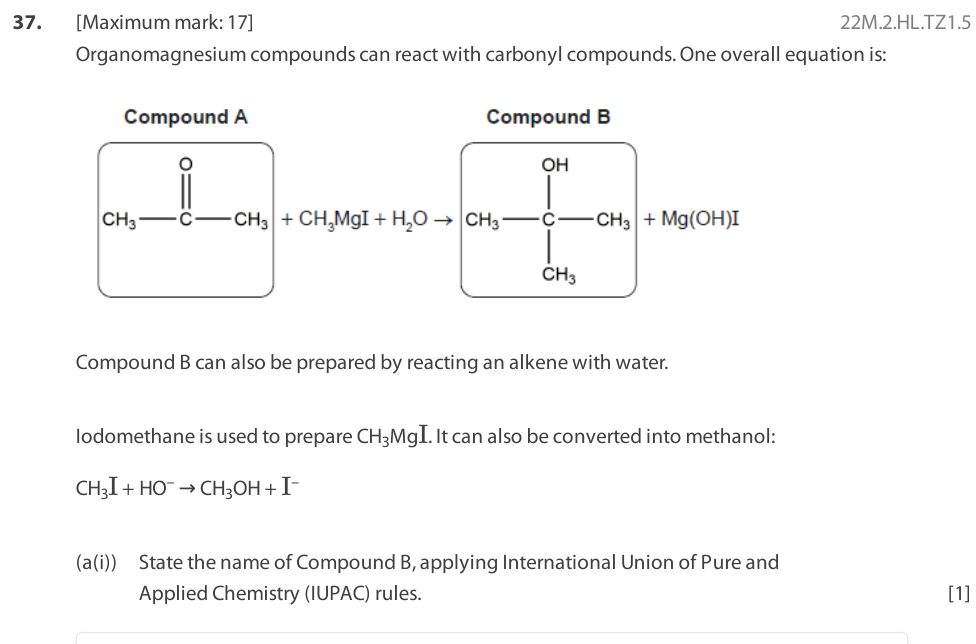 37. [Maximum mark: 17] 22M.2.HL.TZ1.5
Organomagnesium compounds can react with carbonyl compounds. One overall equation is:
Compound A Compound B
O OH
CH₃ C CH₃ + CH₃MgI + H₂O → CH₃ C CH₃ + Mg(OH)I
CH₃
Compound B can also be prepared by reacting an alkene with water.
Iodomethane is used to prepare CH₃MgI. It can also be converted into methanol:
CH₃I + HO⁻ → CH₃OH + I⁻
(a(i)) State the name of Compound B, applying International Union of Pure and
Applied Chemistry (IUPAC) rules. [1]